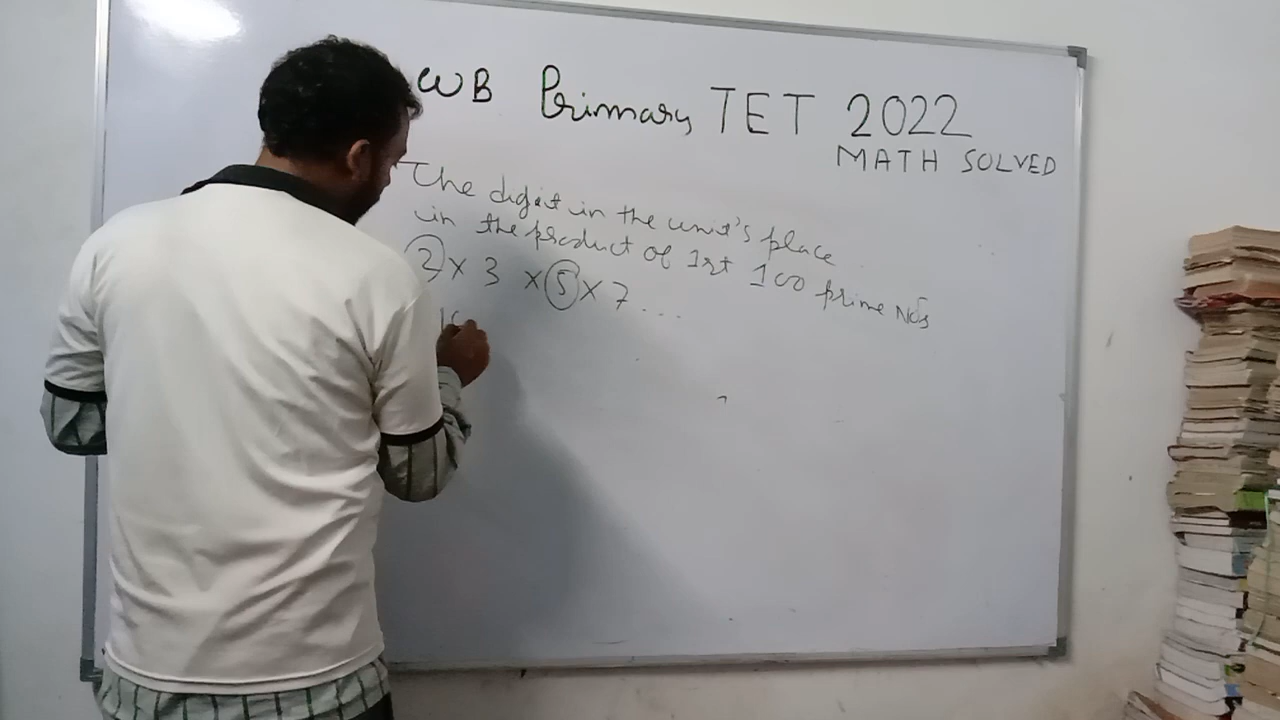 WB Primary TET 2022
MATH SOLVED
The digit in the unit's place
in the product of 1st 100 prime Nos
2 x 3 x 5 x 7 ...
10